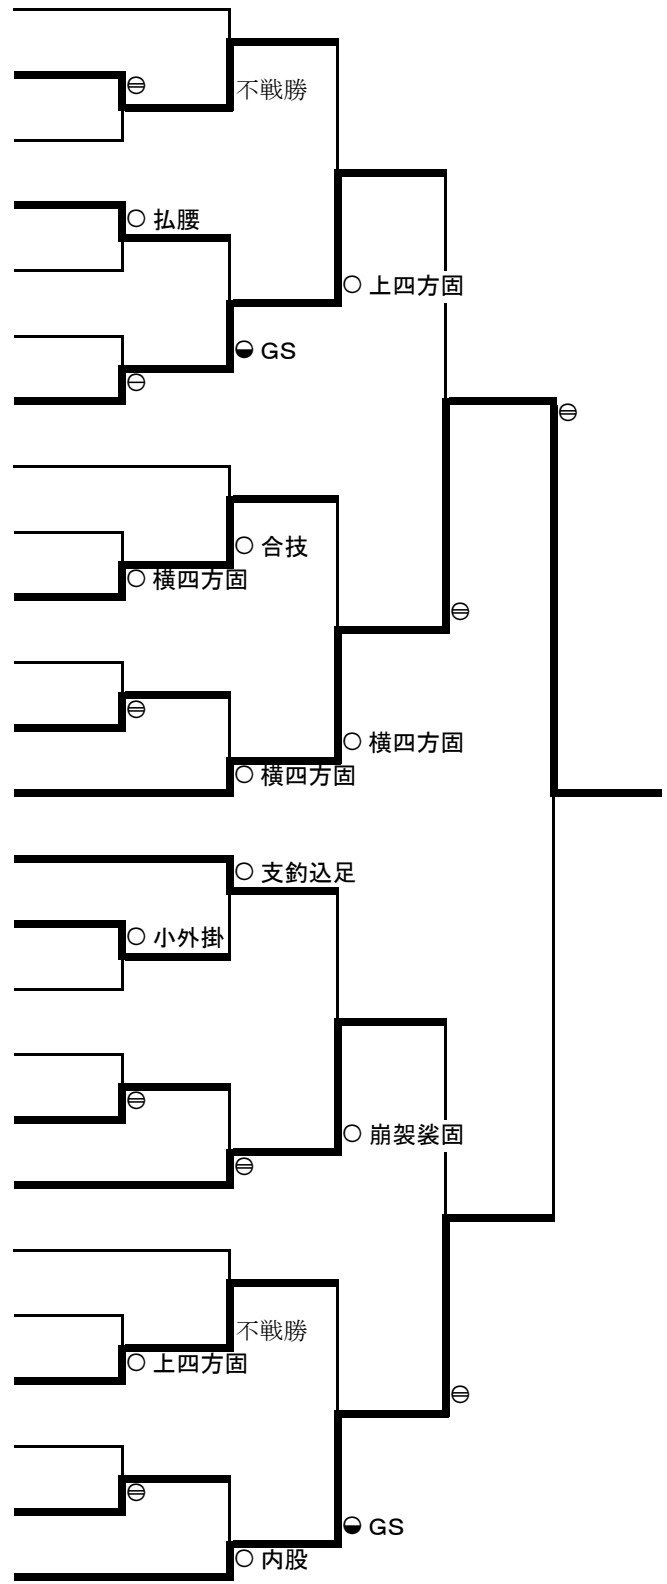 ⊖
不戦勝
○ 払腰
○ 上四方固
◒ GS
⊖
⊖
○ 合技
○ 横四方固
⊖
⊖
○ 横四方固
○ 横四方固
○ 支釣込足
○ 小外掛
⊖
○ 崩袈裟固
⊖
不戦勝
○ 上四方固
⊖
⊖
◒ GS
○ 内股